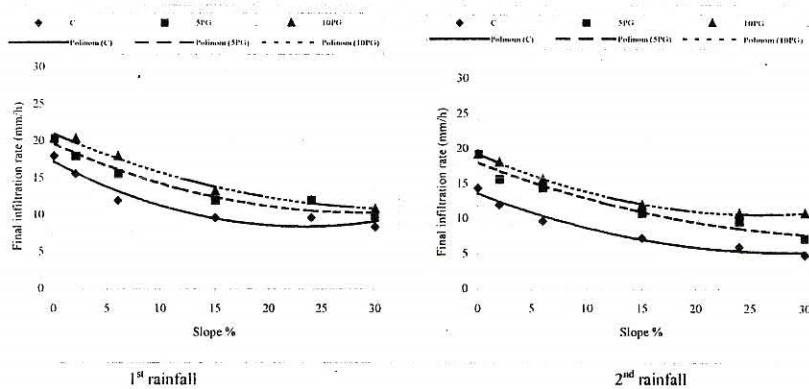 C 5PG 10PG
Polinom (C) Polinom (5PG) Polinom (10PG)
Final infiltration rate (mm/h)
30
25
20
15
10
5
0
0 5 10 15 20 25 30
Slope %
1st rainfall
C 5PG 10PG
Polinom (C) Polinom (5PG) Polinom (10PG)
Final infiltration rate (mm/h)
30
25
20
15
10
5
0
0 5 10 15 20 25 30
Slope %
2nd rainfall